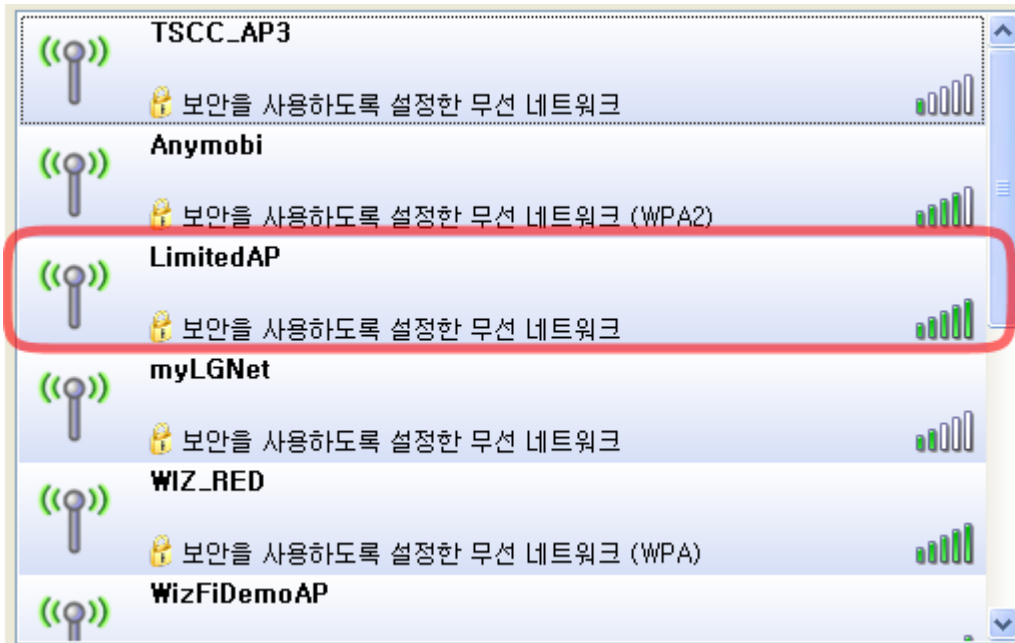 TSCC_AP3
보안을 사용하도록 설정한 무선 네트워크
Anymobi
보안을 사용하도록 설정한 무선 네트워크 (WPA2)
LimitedAP
보안을 사용하도록 설정한 무선 네트워크
myLGNet
보안을 사용하도록 설정한 무선 네트워크
WIZ_RED
보안을 사용하도록 설정한 무선 네트워크 (WPA)
WizFiDemoAP